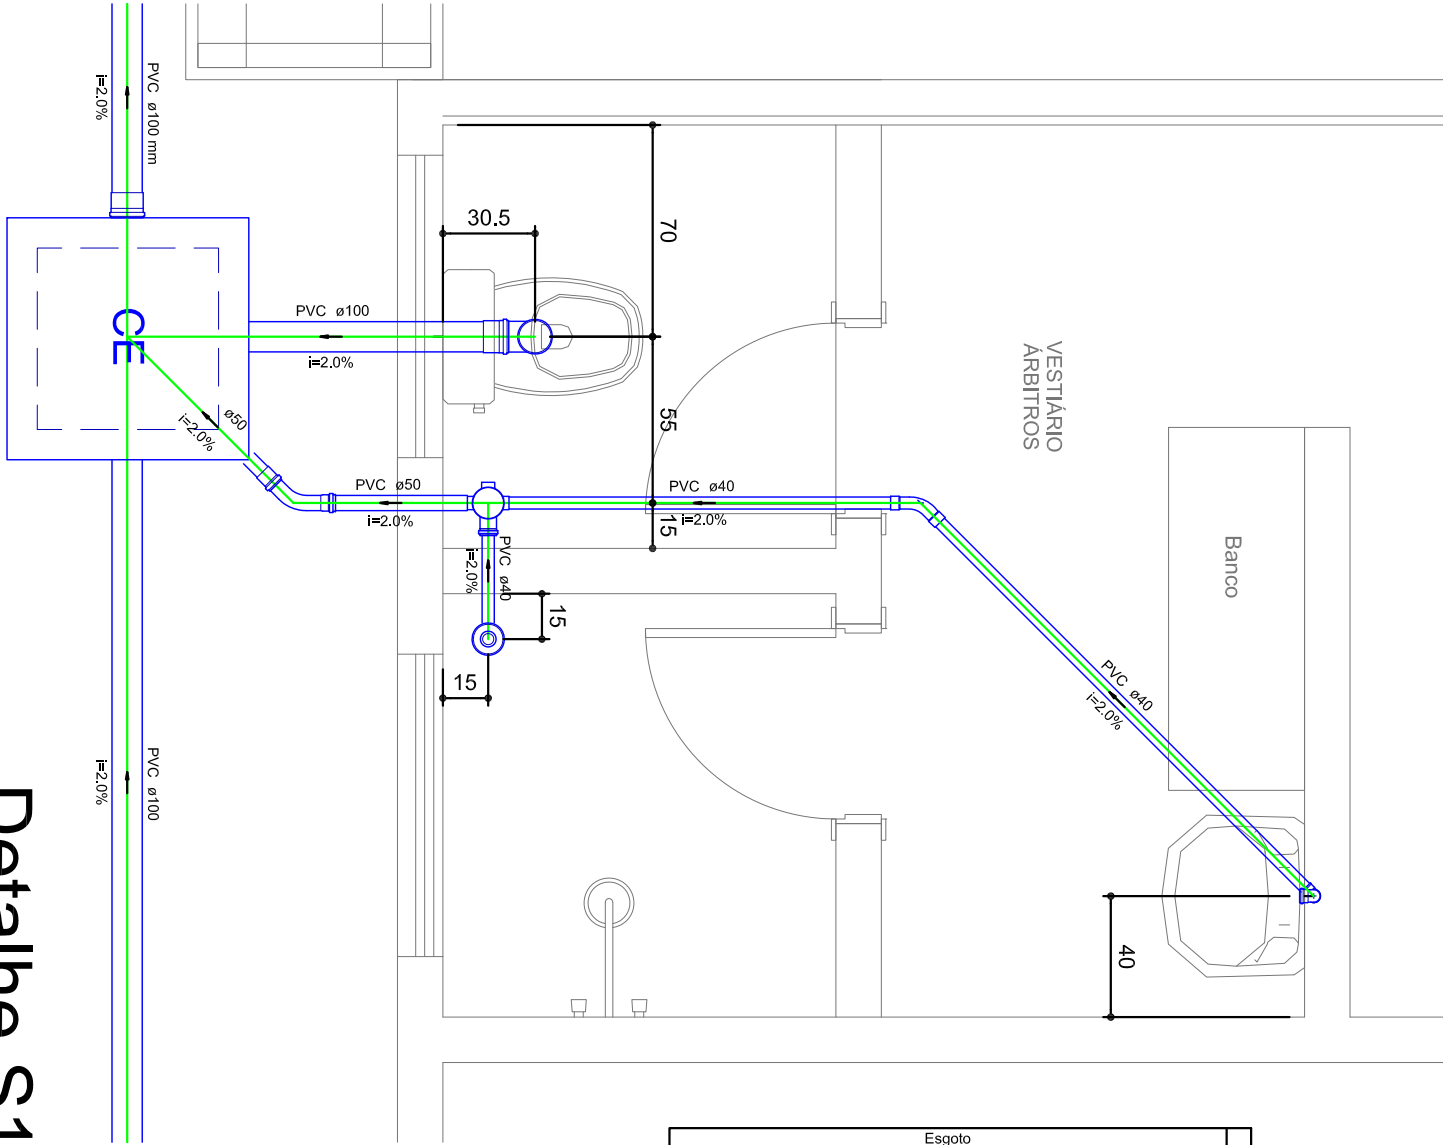 PVC ø100 mm
i=2.0%
30.5
70
PVC ø100
i=2.0%
CE
VESTIÁRIO
ÁRBITROS
ø50
i=2.0%
55
PVC ø50
i=2.0%
PVC ø40
i=2.0%
15
PVC ø40
i=2.0%
Banco
15
15
PVC ø40
i=2.0%
PVC ø100
i=2.0%
40
Detalhe S1
Esgoto